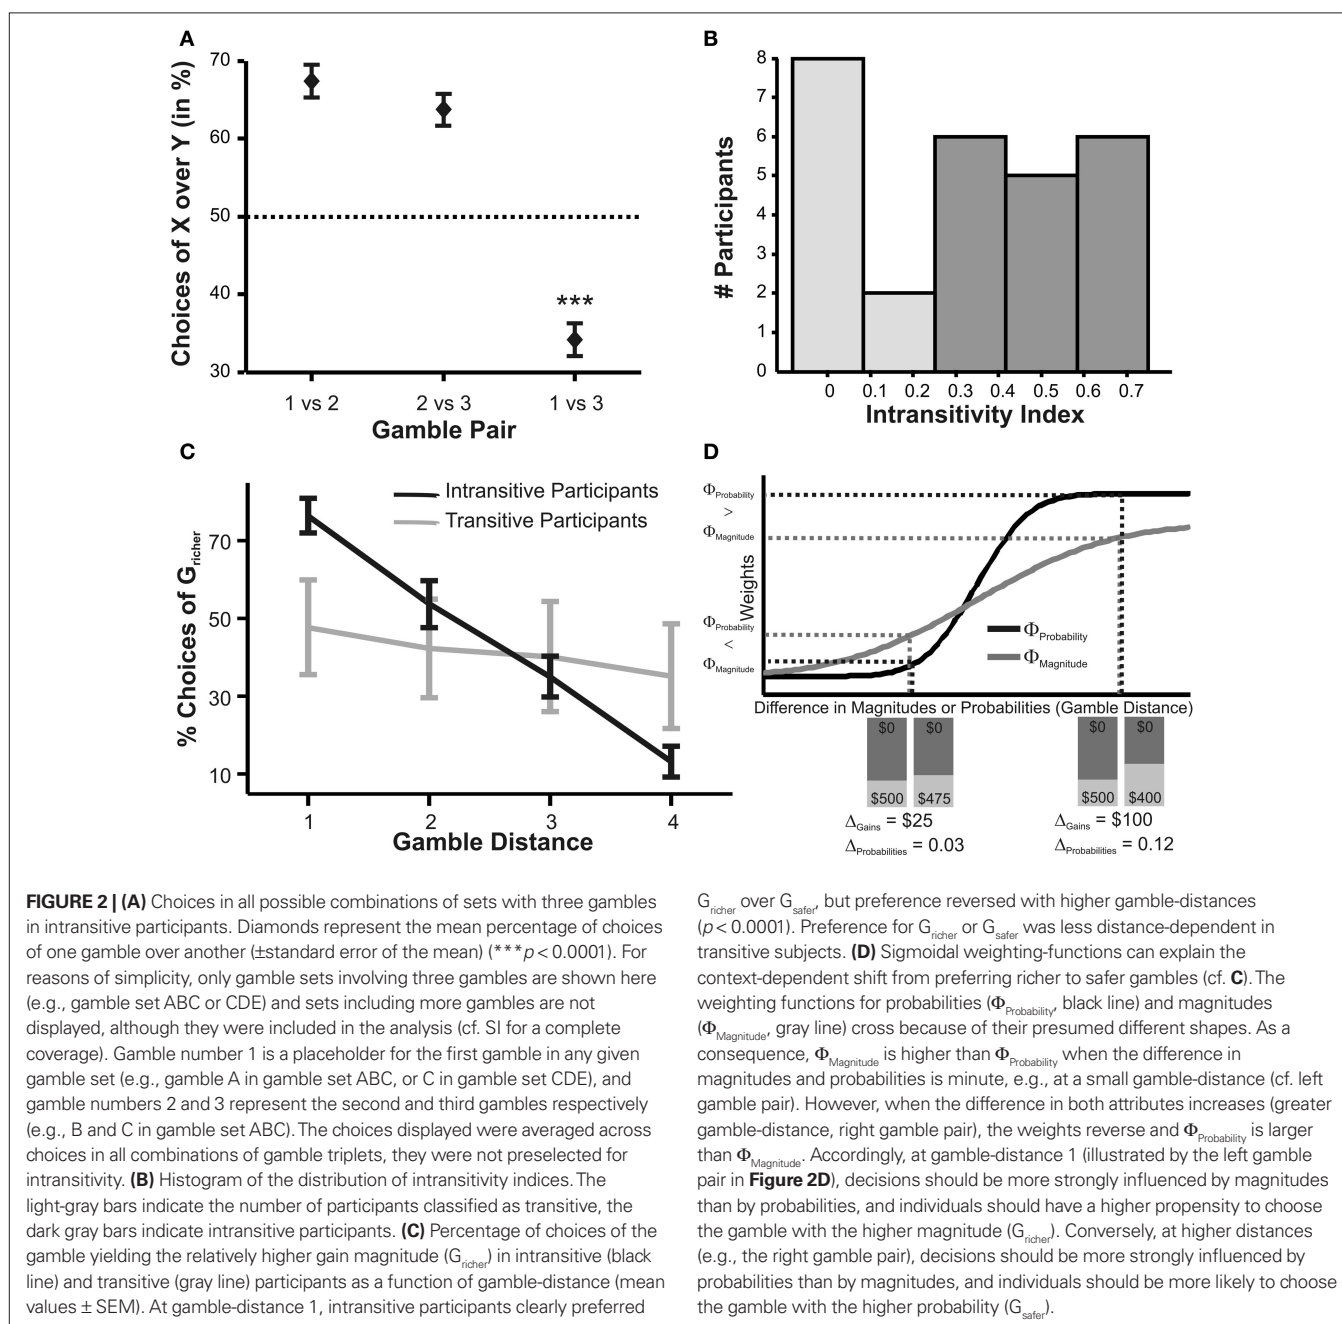 A
Choices of X over Y (in %)
70
60
50
40
30
***
1 vs 2
2 vs 3
1 vs 3
Gamble Pair
B
# Participants
8
7
6
5
4
3
2
1
0
0
0.1
0.2
0.3
0.4
0.5
0.6
0.7
Intransitivity Index
C
% Choices of Gricher
70
50
30
10
Intransitive Participants
Transitive Participants
1
2
3
4
Gamble Distance
D
ΦProbability
>
ΦMagnitude
Weights
ΦProbability
<
ΦMagnitude
ΦProbability
ΦMagnitude
Difference in Magnitudes or Probabilities (Gamble Distance)
$0
$0
$500
$475
ΔGains = $25
ΔProbabilities = 0.03
$0
$0
$500
$400
ΔGains = $100
ΔProbabilities = 0.12
FIGURE 2 | (A) Choices in all possible combinations of sets with three gambles
in intransitive participants. Diamonds represent the mean percentage of choices
of one gamble over another (±standard error of the mean) (***p < 0.0001). For
reasons of simplicity, only gamble sets involving three gambles are shown here
(e.g., gamble set ABC or CDE) and sets including more gambles are not
displayed, although they were included in the analysis (cf. SI for a complete
coverage). Gamble number 1 is a placeholder for the first gamble in any given
gamble set (e.g., gamble A in gamble set ABC, or C in gamble set CDE), and
gamble numbers 2 and 3 represent the second and third gambles respectively
(e.g., B and C in gamble set ABC). The choices displayed were averaged across
choices in all combinations of gamble triplets, they were not preselected for
intransitivity. (B) Histogram of the distribution of intransitivity indices. The
light-gray bars indicate the number of participants classified as transitive, the
dark gray bars indicate intransitive participants. (C) Percentage of choices of the
gamble yielding the relatively higher gain magnitude (Gricher) in intransitive (black
line) and transitive (gray line) participants as a function of gamble-distance (mean
values ± SEM). At gamble-distance 1, intransitive participants clearly preferred
Gricher over Gsafer, but preference reversed with higher gamble-distances
(p < 0.0001). Preference for Gricher or Gsafer was less distance-dependent in
transitive subjects. (D) Sigmoidal weighting-functions can explain the
context-dependent shift from preferring richer to safer gambles (cf. C). The
weighting functions for probabilities (ΦProbability, black line) and magnitudes
(ΦMagnitude, gray line) cross because of their presumed different shapes. As a
consequence, ΦMagnitude is higher than ΦProbability when the difference in
magnitudes and probabilities is minute, e.g., at a small gamble-distance (cf. left
gamble pair). However, when the difference in both attributes increases (greater
gamble-distance, right gamble pair), the weights reverse and ΦProbability is larger
than ΦMagnitude. Accordingly, at gamble-distance 1 (illustrated by the left gamble
pair in Figure 2D), decisions should be more strongly influenced by magnitudes
than by probabilities, and individuals should have a higher propensity to choose
the gamble with the higher magnitude (Gricher). Conversely, at higher distances
(e.g., the right gamble pair), decisions should be more strongly influenced by
probabilities than by magnitudes, and individuals should be more likely to choose
the gamble with the higher probability (Gsafer).